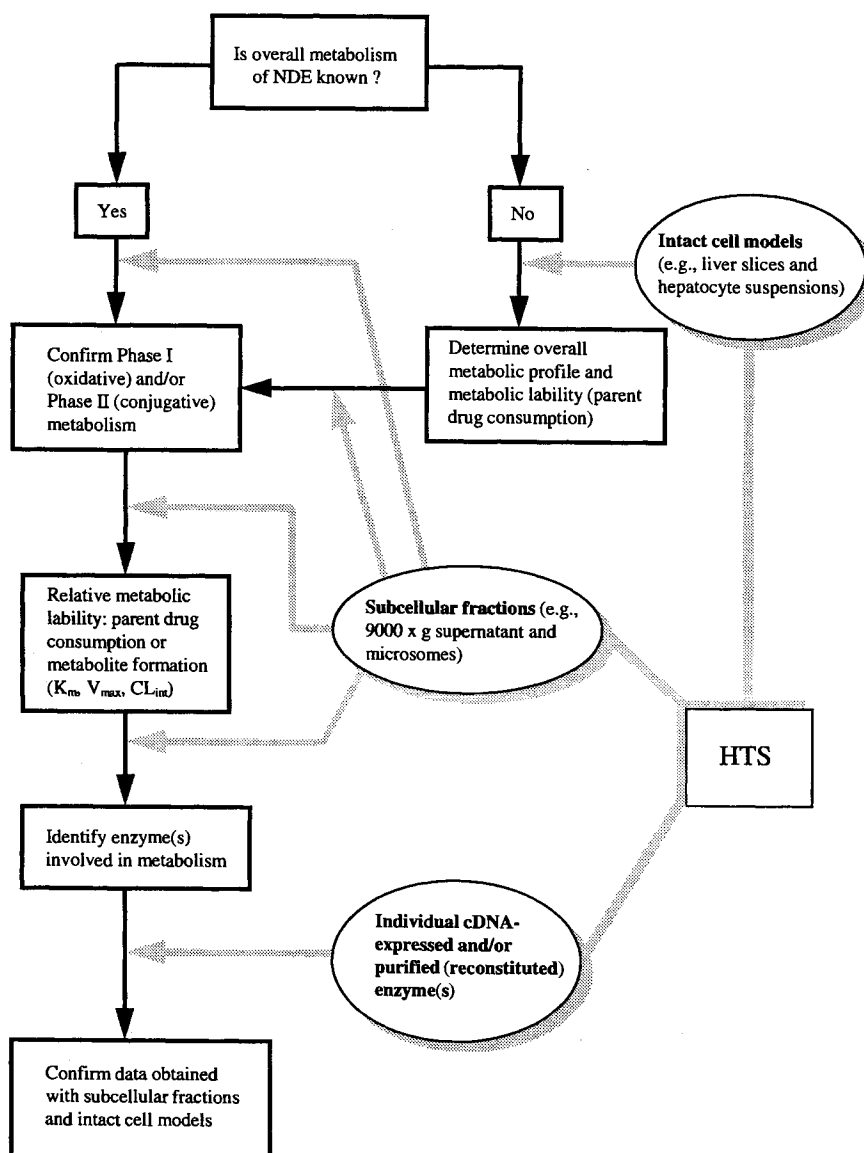 Is overall metabolism
of NDE known ?
Yes
No
Intact cell models
(e.g., liver slices and
hepatocyte suspensions)
Confirm Phase I
(oxidative) and/or
Phase II (conjugative)
metabolism
Determine overall
metabolic profile and
metabolic lability (parent
drug consumption)
Relative metabolic
lability: parent drug
consumption or
metabolite formation
(Km, Vmax, CLint)
Subcellular fractions (e.g.,
9000 x g supernatant and
microsomes)
HTS
Identify enzyme(s)
involved in metabolism
Individual cDNA-
expressed and/or
purified (reconstituted)
enzyme(s)
Confirm data obtained
with subcellular fractions
and intact cell models